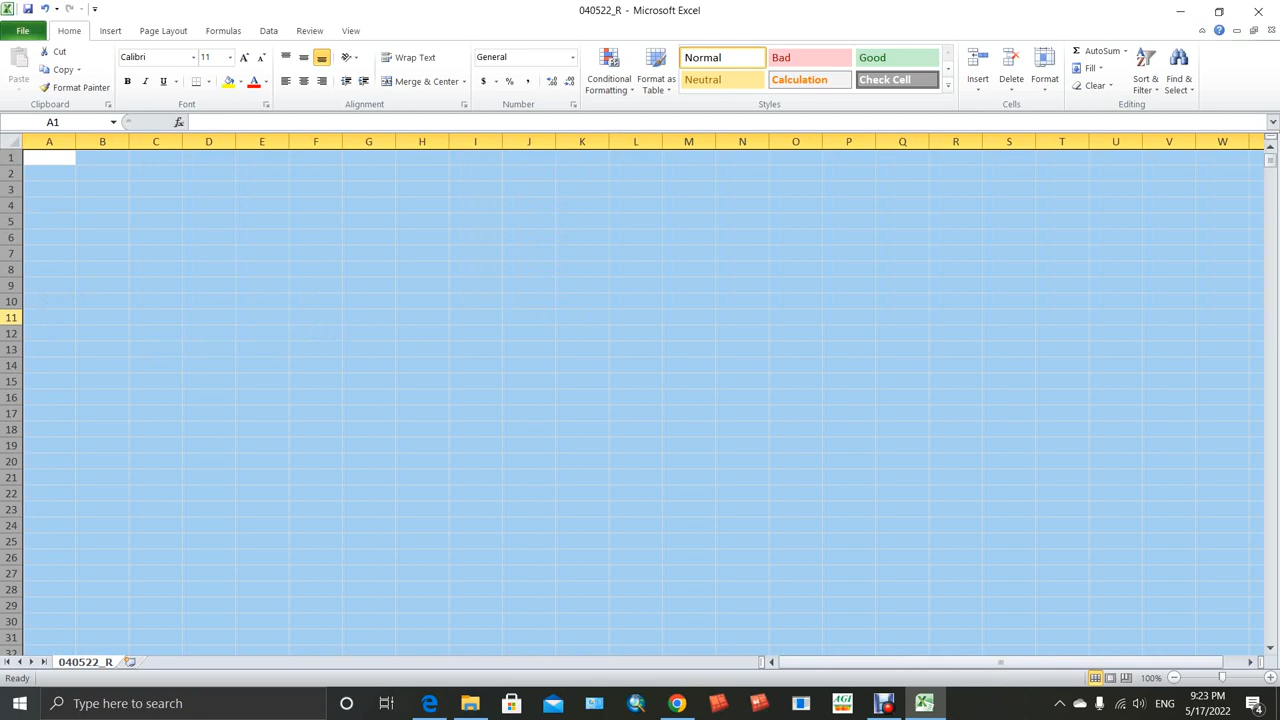 040522_R - Microsoft Excel
File Home Insert Page Layout Formulas Data Review View
Paste Cut Copy Format Painter Clipboard
Calibri 11 B I U A A A Font
Wrap Text Merge & Center Alignment
General $ % , Number
Conditional Formatting Format as Table
Normal Bad Good
Neutral Calculation Check Cell
Styles
Insert Delete Format Cells
AutoSum Fill Clear Sort & Filter Find & Select Editing
A1 fx
A B C D E F G H I J K L M N O P Q R S T U V W
1
2
3
4
5
6
7
8
9
10
11
12
13
14
15
16
17
18
19
20
21
22
23
24
25
26
27
28
29
30
31
32
040522_R
Ready 100%
Type here to search AGI 9:23 PM
5/17/2022 4